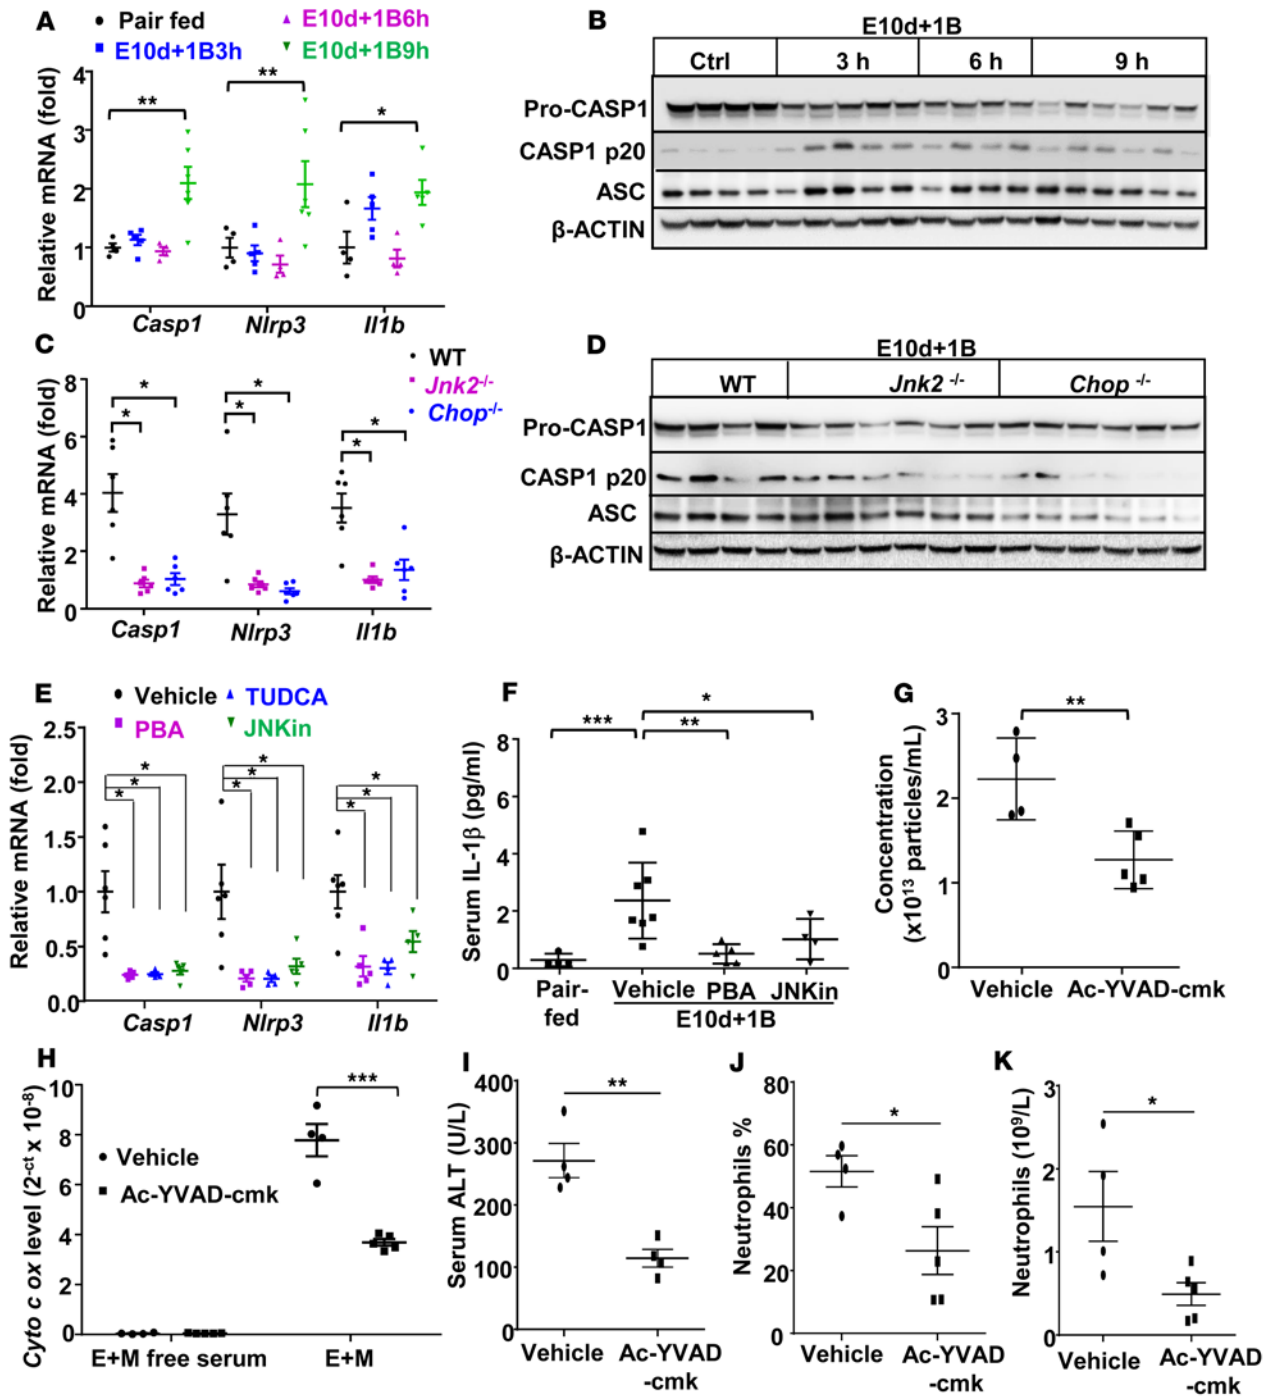 A
Pair fed
E10d+1B6h
E10d+1B3h
E10d+1B9h
Relative mRNA (fold)
4
3
2
1
0
**
**
*
Casp1
Nlrp3
Il1b
B
E10d+1B
Ctrl
3 h
6 h
9 h
Pro-CASP1
CASP1 p20
ASC
β-ACTIN
C
WT
Jnk2-/-
Chop-/-
Relative mRNA (fold)
8
6
4
2
0
*
*
*
*
*
*
Casp1
Nlrp3
Il1b
D
E10d+1B
WT
Jnk2 -/-
Chop -/-
Pro-CASP1
CASP1 p20
ASC
β-ACTIN
E
Vehicle
TUDCA
PBA
JNKin
Relative mRNA (fold)
2.5
2.0
1.5
1.0
0.5
0.0
*
*
*
*
*
*
*
*
*
Casp1
Nlrp3
Il1b
F
Serum IL-1β (pg/ml)
8
6
4
2
0
***
**
*
Pair-
fed
Vehicle
PBA
JNKin
E10d+1B
G
Concentration
(x10¹³ particles/mL)
3
2
1
0
**
Vehicle
Ac-YVAD-cmk
H
Cyto c ox level (2-ct x 10-8)
10
8
6
4
2
0
***
Vehicle
Ac-YVAD-cmk
E+M free serum
E+M
I
Serum ALT (U/L)
400
300
200
100
0
**
Vehicle
Ac-YVAD
-cmk
J
Neutrophils %
80
60
40
20
0
*
Vehicle
Ac-YVAD
-cmk
K
Neutrophils (10⁹/L)
3
2
1
0
*
Vehicle
Ac-YVAD
-cmk